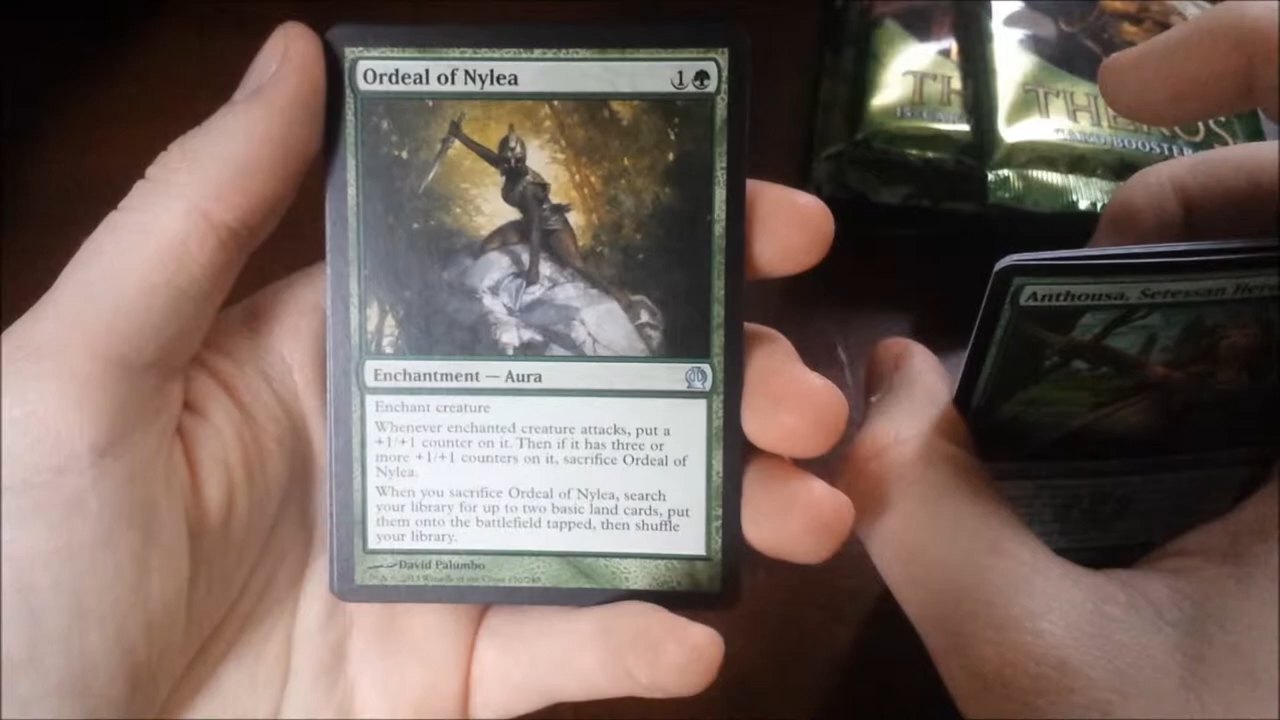 Ordeal of Nylea
1
Enchantment — Aura
Enchant creature
Whenever enchanted creature attacks, put a
+1/+1 counter on it. Then if it has three or
more +1/+1 counters on it, sacrifice Ordeal of
Nylea.
When you sacrifice Ordeal of Nylea, search
your library for up to two basic land cards, put
them onto the battlefield tapped, then shuffle
your library.
David Palumbo
TH
THEROS
CARD BOOSTER
Anthousa, Setessan Hero